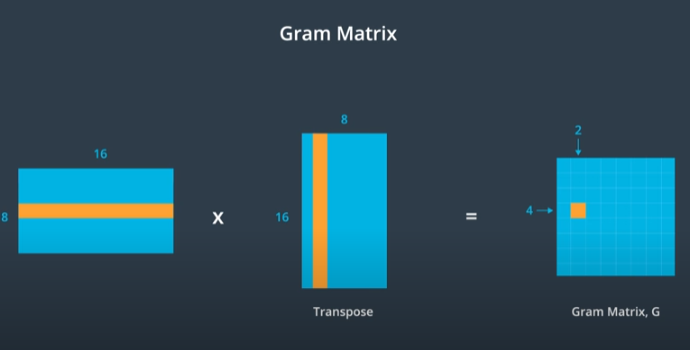 Gram Matrix
16
8
x
8
16
Transpose
=
2
4
Gram Matrix, G